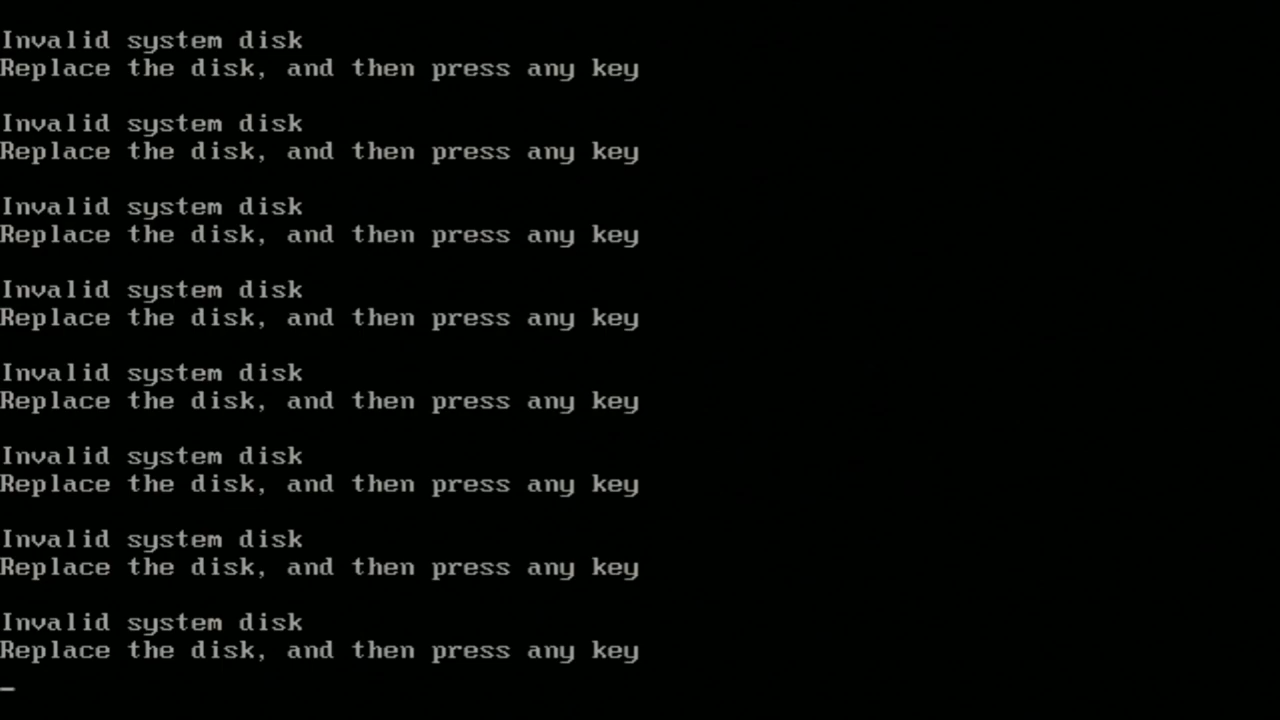 Invalid system disk
Replace the disk, and then press any key
Invalid system disk
Replace the disk, and then press any key
Invalid system disk
Replace the disk, and then press any key
Invalid system disk
Replace the disk, and then press any key
Invalid system disk
Replace the disk, and then press any key
Invalid system disk
Replace the disk, and then press any key
Invalid system disk
Replace the disk, and then press any key
Invalid system disk
Replace the disk, and then press any key
_